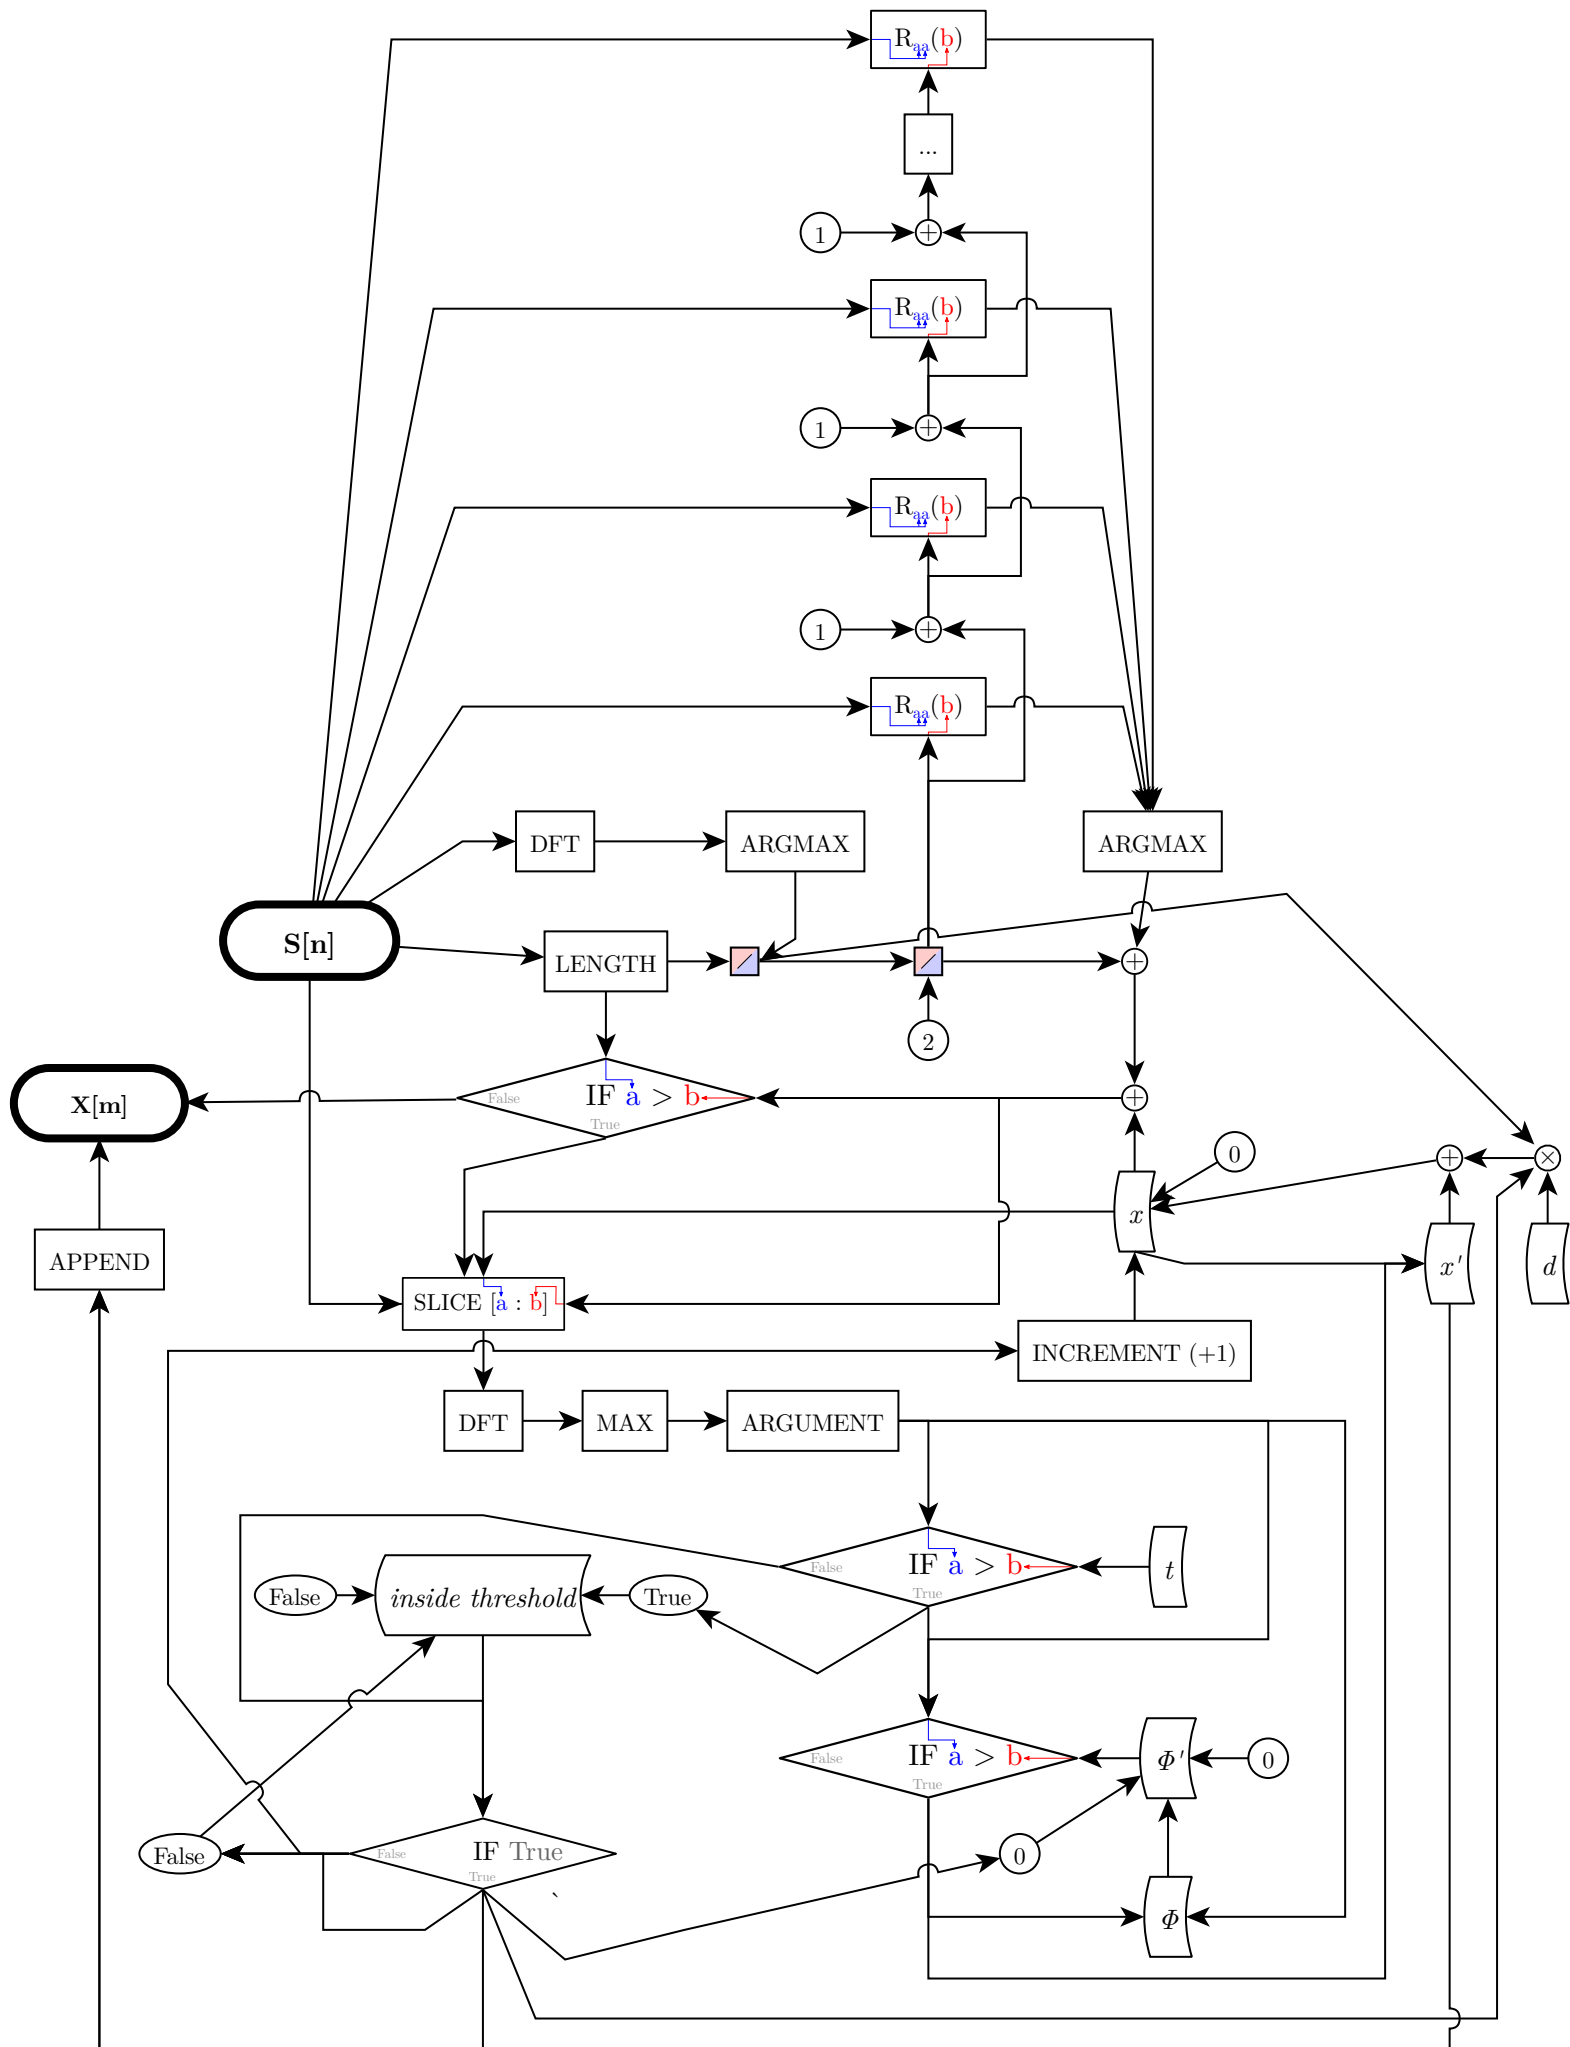 R_aa(b)
...
1
+
R_aa(b)
1
+
R_aa(b)
1
+
R_aa(b)
DFT
ARGMAX
ARGMAX
S[n]
LENGTH
/
/
+
2
X[m]
False
IF a > b
True
+
0
+
×
x
APPEND
x'
d
SLICE [a : b]
INCREMENT (+1)
DFT
MAX
ARGUMENT
False
IF a > b
True
t
False
inside threshold
True
False
IF a > b
True
Φ'
0
False
False
IF True
True
0
`
Φ